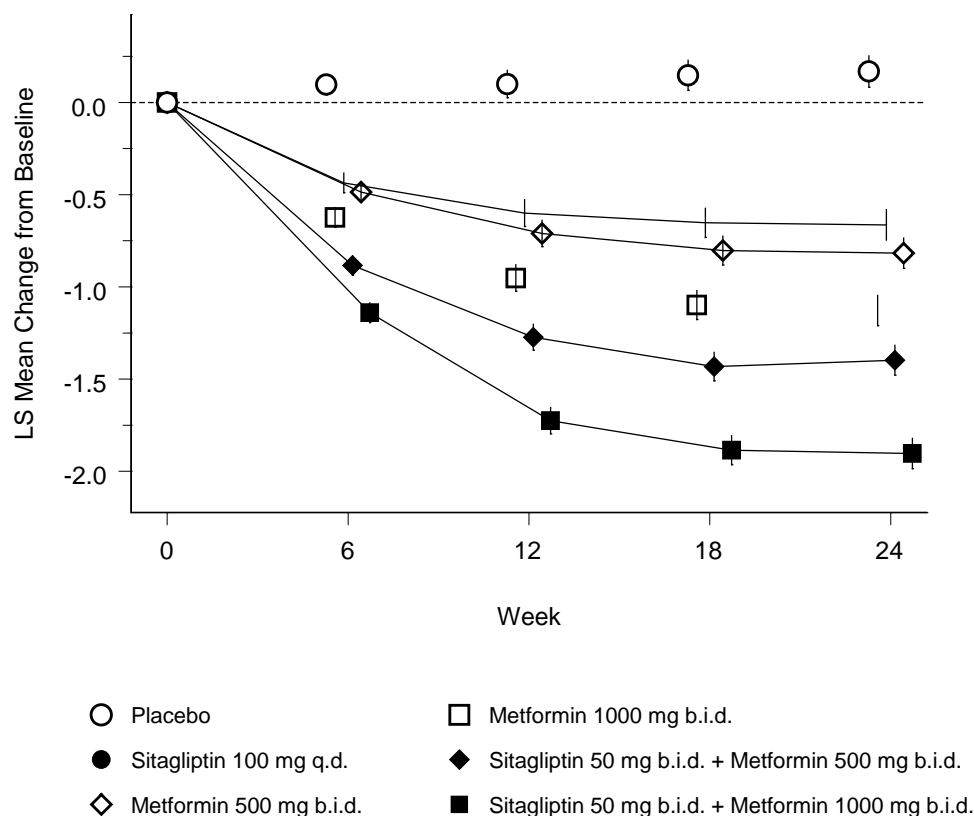 LS Mean Change from Baseline
0.0
-0.5
-1.0
-1.5
-2.0
0 6 12 18 24
Week
Placebo
Sitagliptin 100 mg q.d.
Metformin 500 mg b.i.d.
Metformin 1000 mg b.i.d.
Sitagliptin 50 mg b.i.d. + Metformin 500 mg b.i.d.
Sitagliptin 50 mg b.i.d. + Metformin 1000 mg b.i.d.